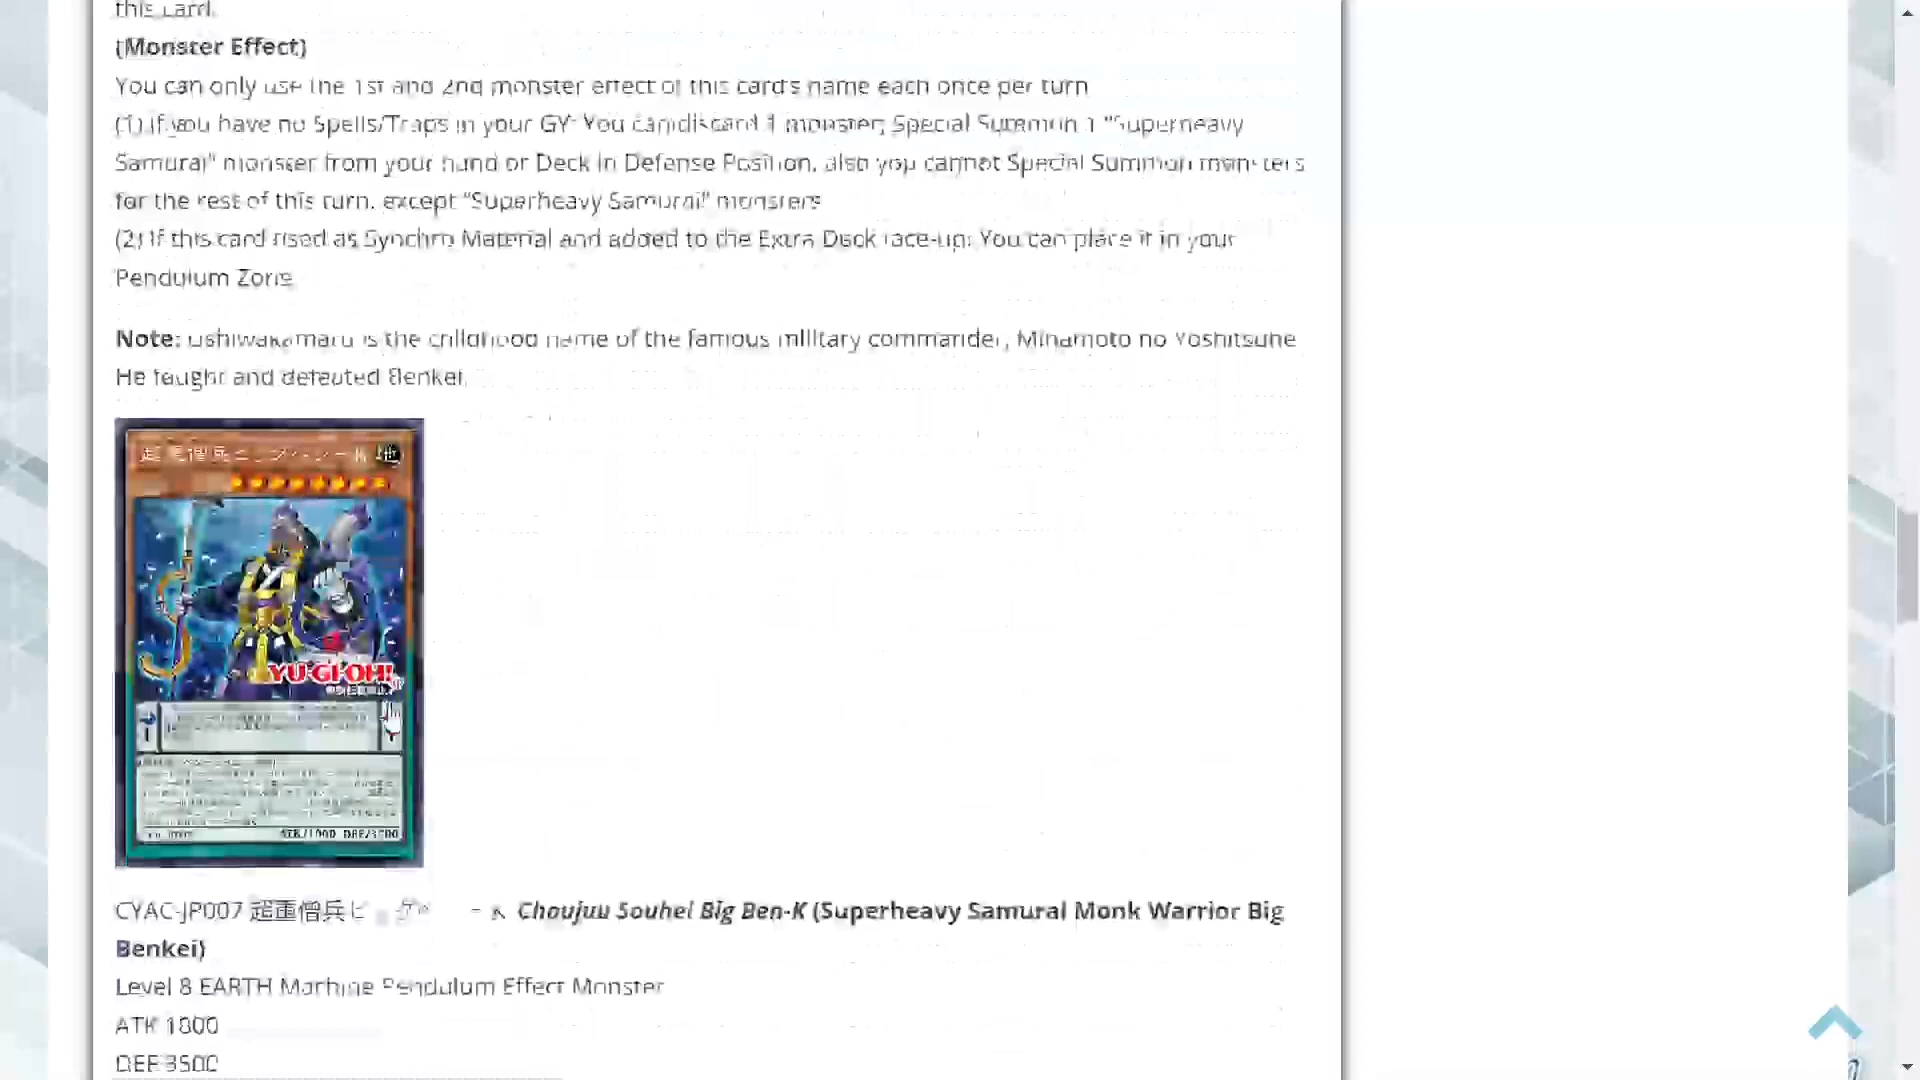 this card.
(Monster Effect)
You can only use the 1st and 2nd monster effect of this card's name each once per turn
(1) If you have no Spells/Traps in your GY: You can discard 1 monster; Special Summon 1 "Superheavy
Samurai" monster from your hand or Deck in Defense Position, also you cannot Special Summon monsters
for the rest of this turn, except "Superheavy Samurai" monsters
(2) If this card used as Synchro Material and added to the Extra Deck face-up: You can place it in your
Pendulum Zone
Note: Ushiwakamaru is the childhood name of the famous military commander, Minamoto no Yoshitsune
He fought and defeated Benkei.
地
YU-GI-OH!
CYAC-JP007 超重僧兵ビ Choujuu Souhei Big Ben-K (Superheavy Samurai Monk Warrior Big
Benkei)
Level 8 EARTH Machine Pendulum Effect Monster
ATK 1000
DEF 3500